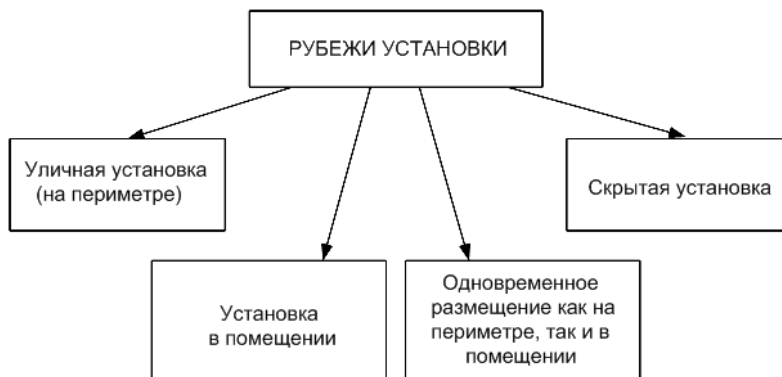 РУБЕЖИ УСТАНОВКИ
Уличная установка
(на периметре)
Скрытая установка
Установка
в помещении
Одновременное
размещение как на
периметре, так и в
помещении